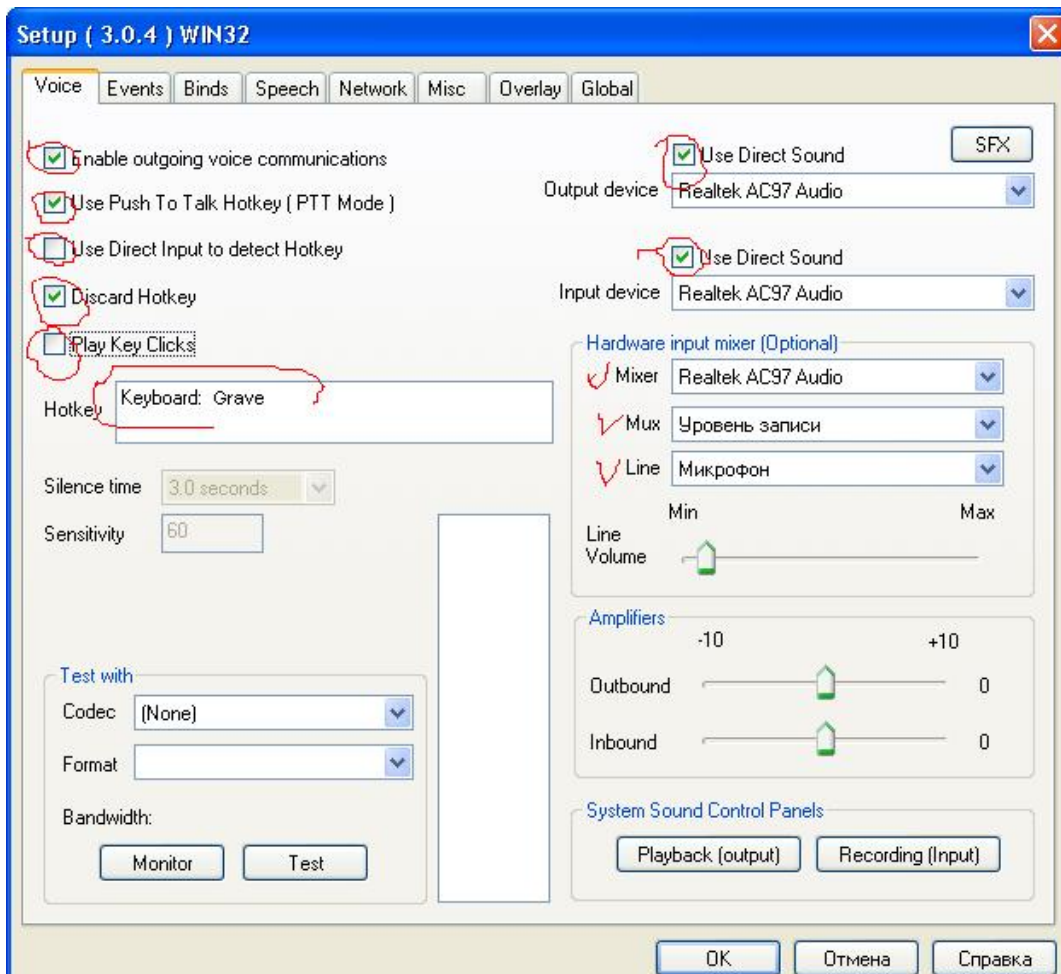 Setup ( 3.0.4 ) WIN32
Voice Events Binds Speech Network Misc Overlay Global
Enable outgoing voice communications
Use Push To Talk Hotkey ( PTT Mode )
Use Direct Input to detect Hotkey
Discard Hotkey
Play Key Clicks
Hotkey Keyboard: Grave
Silence time 3.0 seconds
Sensitivity 60
Test with
Codec (None)
Format
Bandwidth:
Monitor Test
Use Direct Sound SFX
Output device Realtek AC97 Audio
Use Direct Sound
Input device Realtek AC97 Audio
Hardware input mixer (Optional)
Mixer Realtek AC97 Audio
Mux Уровень записи
Line Микрофон
Min Max
Line
Volume
Amplifiers
-10 +10
Outbound 0
Inbound 0
System Sound Control Panels
Playback (output) Recording (Input)
OK Отмена Справка